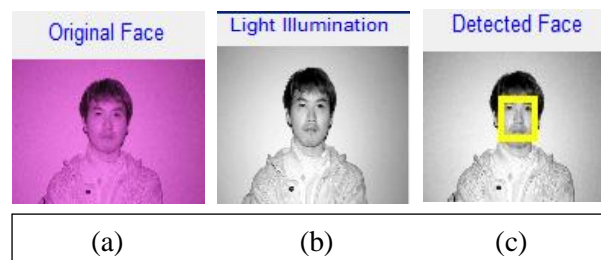 Original Face
Light Illumination
Detected Face
(a)
(b)
(c)